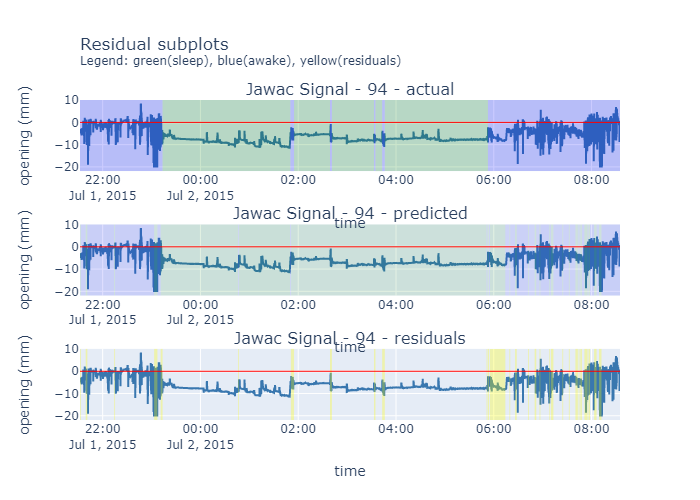 Residual subplots
Legend: green(sleep), blue(awake), yellow(residuals)
Jawac Signal - 94 - actual
opening (mm)
10
0
−10
−20
22:00 00:00 02:00 04:00 06:00 08:00
Jul 1, 2015 Jul 2, 2015
Jawac Signal - 94 - predicted
time
opening (mm)
10
0
−10
−20
22:00 00:00 02:00 04:00 06:00 08:00
Jul 1, 2015 Jul 2, 2015
Jawac Signal - 94 - residuals
time
opening (mm)
10
0
−10
−20
22:00 00:00 02:00 04:00 06:00 08:00
Jul 1, 2015 Jul 2, 2015
time